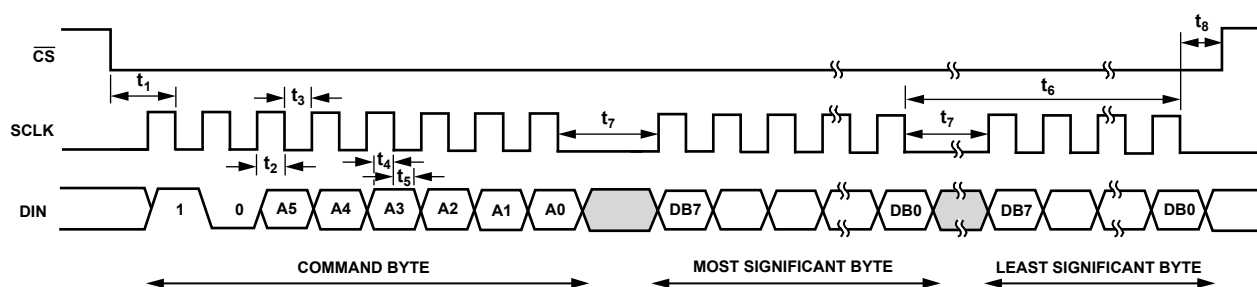 t8
CS
t1
t3
t6
SCLK
t7
t7
t2
t4
t5
DIN
1 0 A5 A4 A3 A2 A1 A0 DB7 DB0 DB7 DB0
COMMAND BYTE MOST SIGNIFICANT BYTE LEAST SIGNIFICANT BYTE